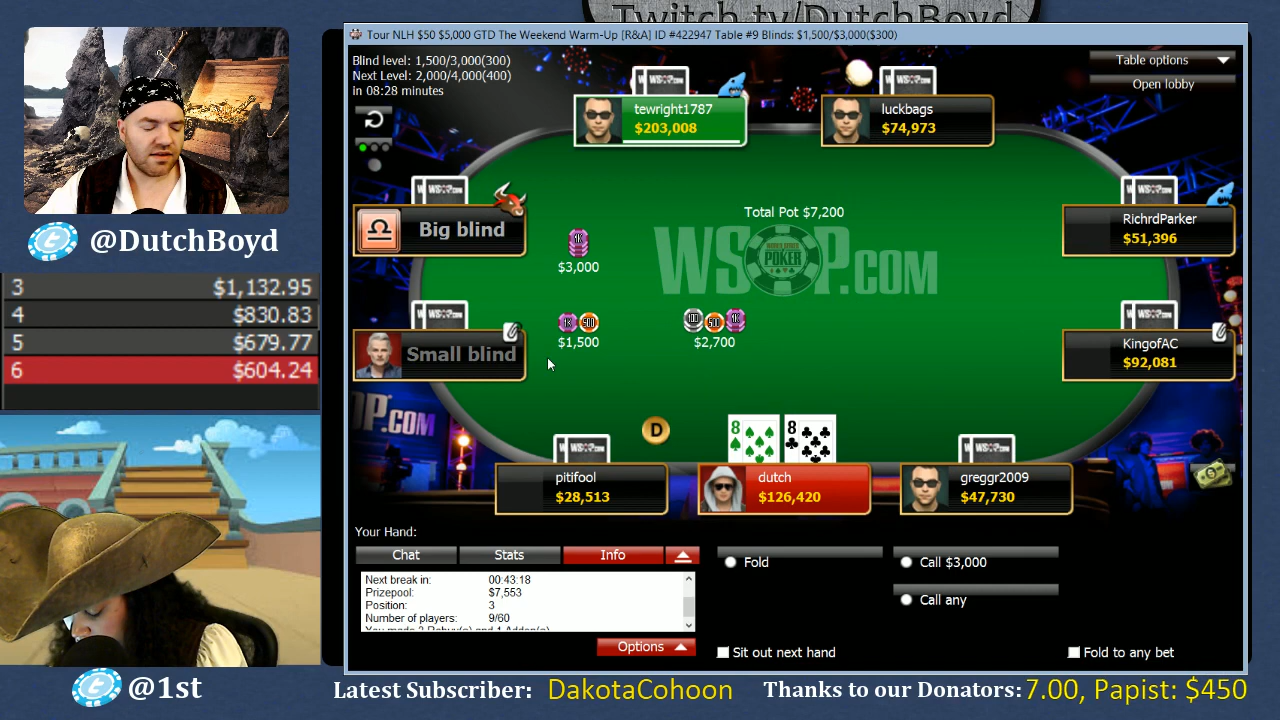 Twitch.tv/DutchBoyd
Tour NLH $50 $5,000 GTD The Weekend Warm-Up [R&A] ID #422947 Table #9 Blinds: $1,500/$3,000($300)
Blind level: 1,500/3,000(300)
Next Level: 2,000/4,000(400)
in 08:28 minutes
Table options
Open lobby
tewright1787
$203,008
luckbags
$74,973
Big blind
RichrdParker
$51,396
Total Pot $7,200
WSOP.COM
POKER
$3,000
$1,500
$2,700
Small blind
KingofAC
$92,081
D
8 8
pitifool
$28,513
dutch
$126,420
greggr2009
$47,730
@DutchBoyd
3 $1,132.95
4 $830.83
5 $679.77
6 $604.24
Your Hand:
Chat Stats Info
Next break in: 00:43:18
Prizepool: $7,553
Position: 3
Number of players: 9/60
Options
Fold
Call $3,000
Call any
Sit out next hand
Fold to any bet
@1st
Latest Subscriber: DakotaCohoon
Thanks to our Donators: 7.00, Papist: $450